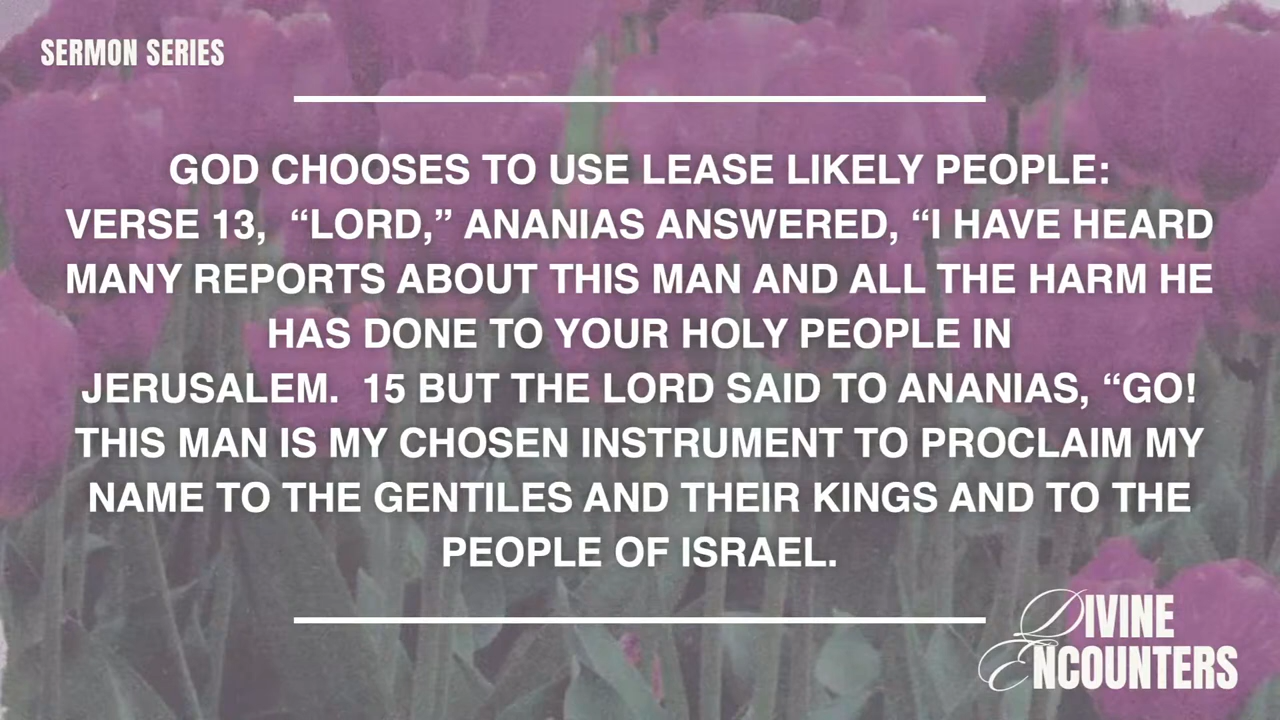 SERMON SERIES
GOD CHOOSES TO USE LEASE LIKELY PEOPLE:
VERSE 13,  “LORD,” ANANIAS ANSWERED, “I HAVE HEARD
MANY REPORTS ABOUT THIS MAN AND ALL THE HARM HE
HAS DONE TO YOUR HOLY PEOPLE IN
JERUSALEM.  15 BUT THE LORD SAID TO ANANIAS, “GO!
THIS MAN IS MY CHOSEN INSTRUMENT TO PROCLAIM MY
NAME TO THE GENTILES AND THEIR KINGS AND TO THE
PEOPLE OF ISRAEL.
DIVINE
ENCOUNTERS